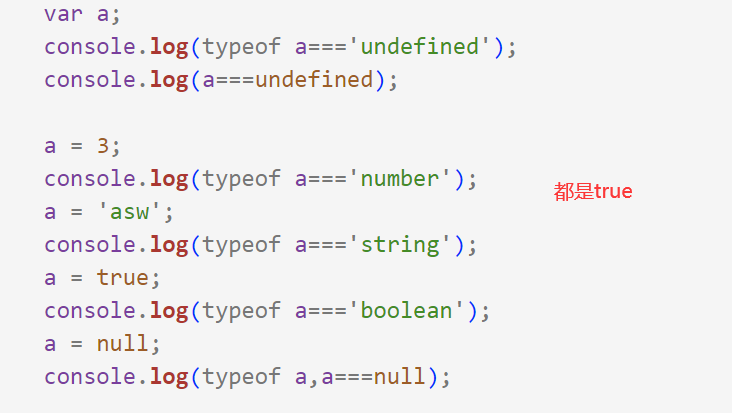 var a;
console.log(typeof a==='undefined');
console.log(a===undefined);
a = 3;
console.log(typeof a==='number');
都是true
a = 'asw';
console.log(typeof a==='string');
a = true;
console.log(typeof a==='boolean');
a = null;
console.log(typeof a,a===null);